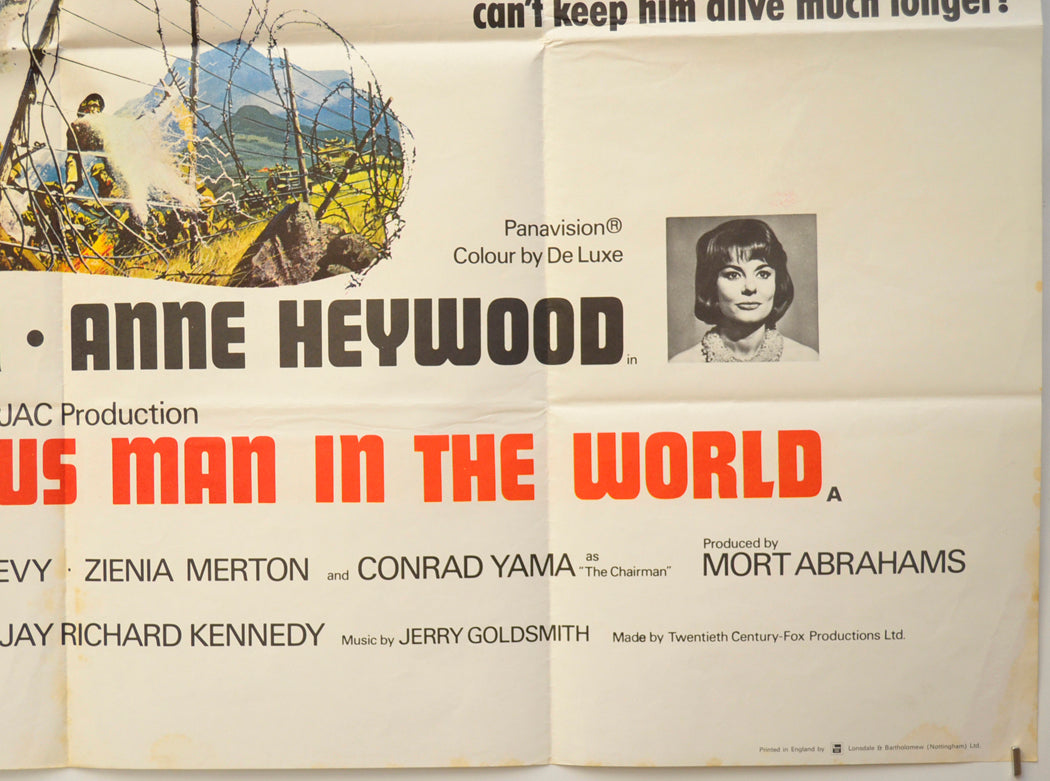 can't keep him alive much longer!
Panavision®
Colour by De Luxe
• ANNE HEYWOOD in
JAC Production
US MAN IN THE WORLD A
EVY · ZIENIA MERTON and CONRAD YAMA as "The Chairman"
Produced by
MORT ABRAHAMS
JAY RICHARD KENNEDY Music by JERRY GOLDSMITH Made by Twentieth Century-Fox Productions Ltd.
Printed in England by Lonsdale & Bartholomew (Nottingham) Ltd.